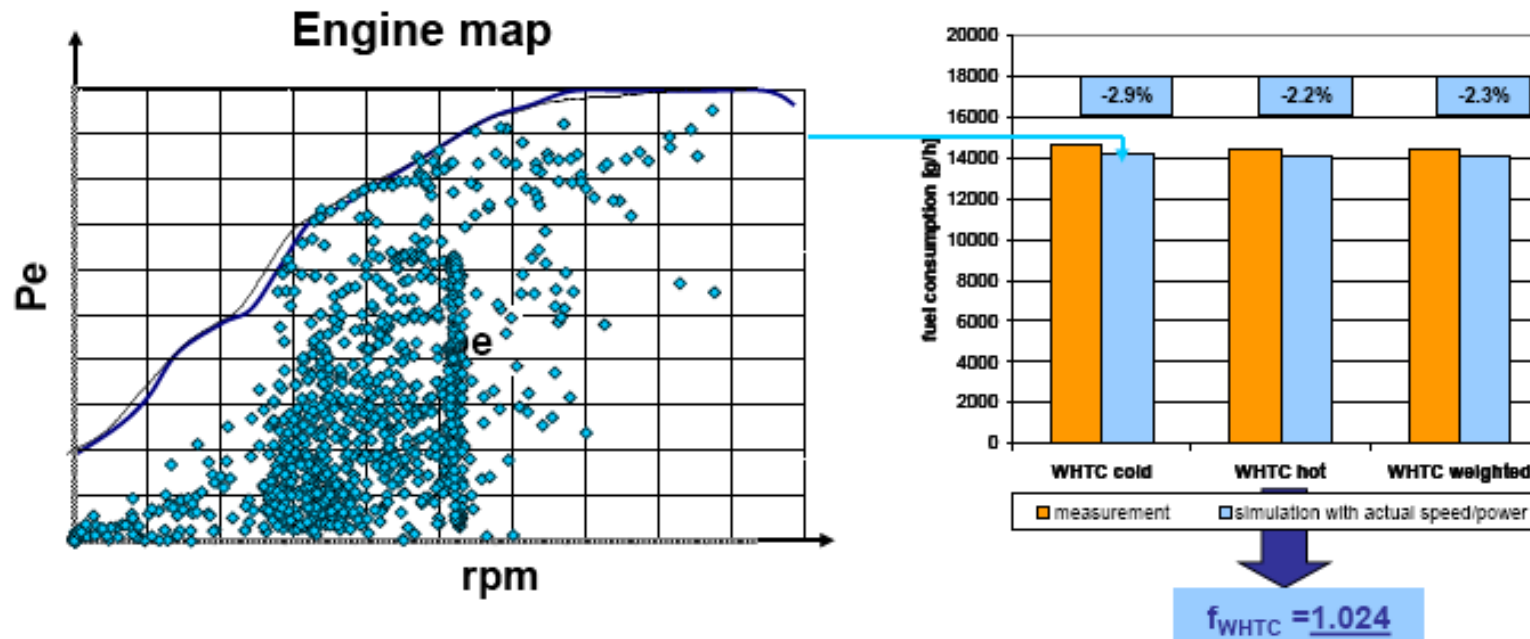 Engine map
Pe
pe
rpm
fuel consumption [g/h]
20000
18000
16000
14000
12000
10000
8000
6000
4000
2000
0
-2.9%
-2.2%
-2.3%
WHTC cold
WHTC hot
WHTC weighted
measurement
simulation with actual speed/power
fWHTC =1.024